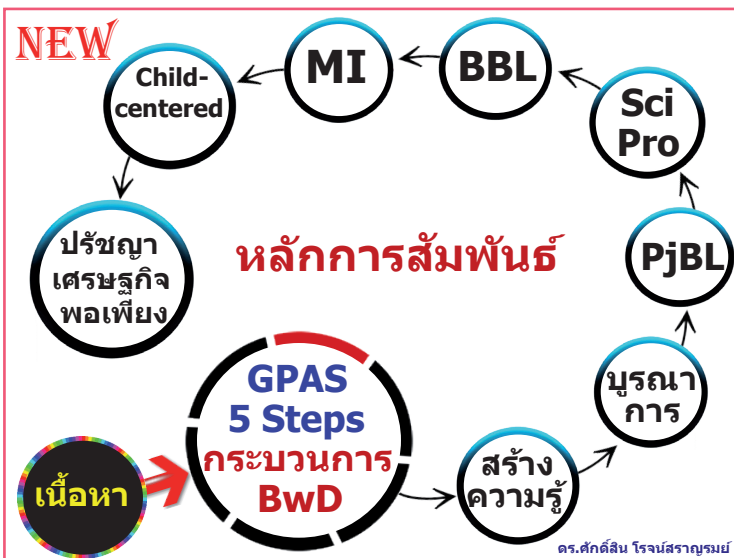 NEW
Child-
centered
MI
BBL
Sci
Pro
PjBL
บูรณา
การ
สร้าง
ความรู้
ปรัชญา
เศรษฐกิจ
พอเพียง
หลักการสัมพันธ์
GPAS
5 Steps
กระบวนการ
BwD
เนื้อหา
ดร.ศักดิ์สิน โรจน์สราญรมย์